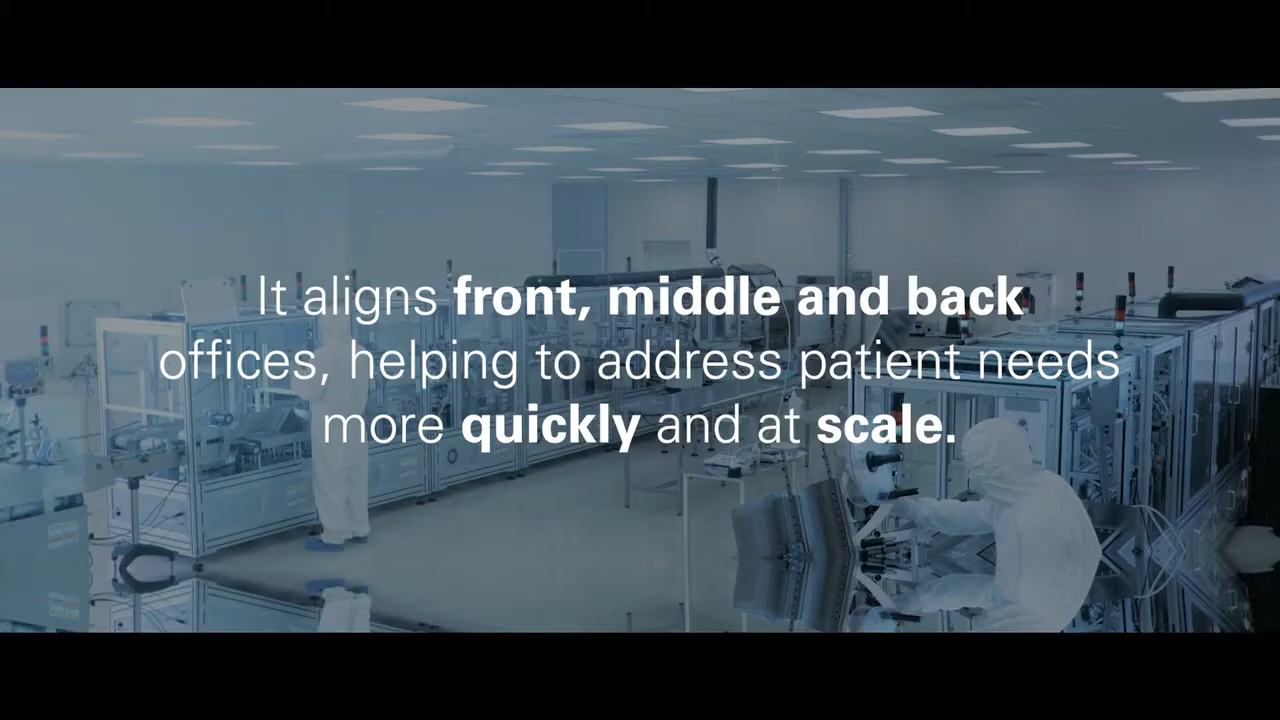 It aligns front, middle and back
offices, helping to address patient needs
more quickly and at scale.